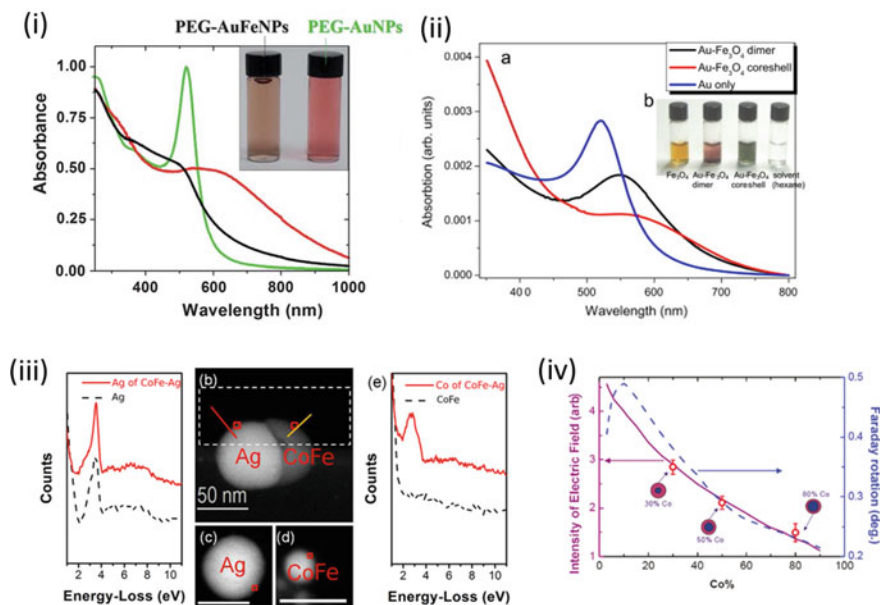 (i)
PEG-AuFeNPs
PEG-AuNPs
Absorbance
1.00
0.75
0.50
0.25
0.00
400
600
800
1000
Wavelength (nm)
(ii)
a
Au-Fe₃O₄ dimer
Au-Fe₃O₄ coreshell
Au only
b
Fe₃O₄
Au-Fe₃O₄
dimer
Au-Fe₃O₄
coreshell
solvent
(hexane)
Absorbtion (arb. units)
0.004
0.003
0.002
0.001
0.000
40 0
500
600
700
800
Wavelength (nm)
(iii)
Ag of CoFe-Ag
Ag
Counts
0 2 4 6 8 10
Energy-Loss (eV)
(b)
Ag
CoFe
50 nm
(c)
Ag
(d)
CoFe
(e)
Co of CoFe-Ag
CoFe
Counts
0 2 4 6 8 10
Energy-Loss (eV)
(iv)
Intensity of Electric Field (arb)
4
3
2
1
30% Co
50% Co
80% Co
0.5
0.4
0.3
0.2
Faraday rotation (deg.)
0 20 40 60 80 100
Co%